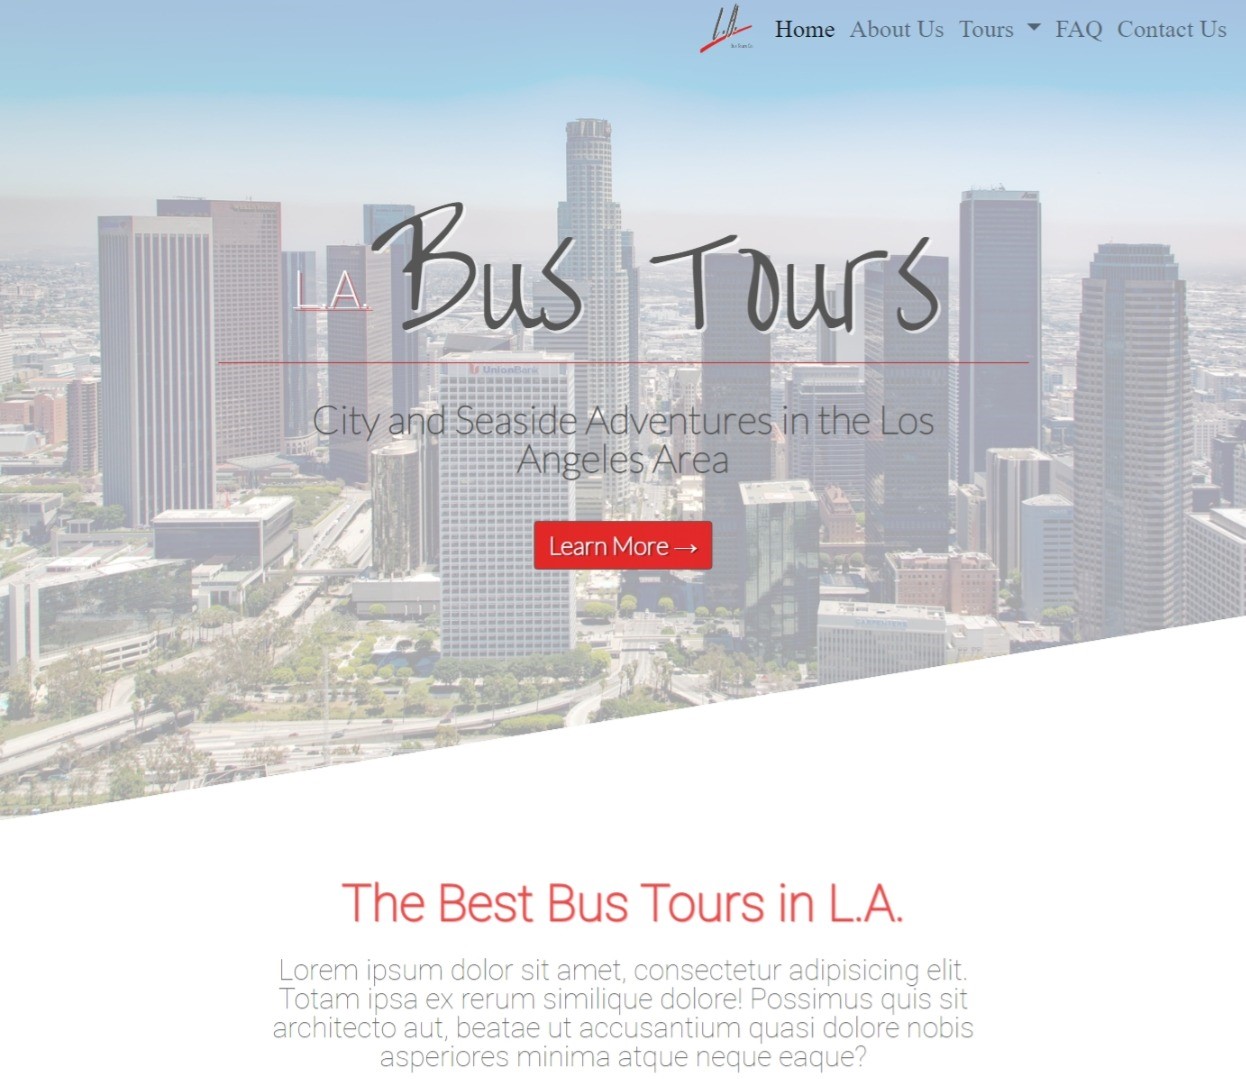 L.A. Home About Us Tours FAQ Contact Us
L.A. Bus Tours
UnionBank
City and Seaside Adventures in the Los
Angeles Area
Learn More →
The Best Bus Tours in L.A.
Lorem ipsum dolor sit amet, consectetur adipisicing elit.
Totam ipsa ex rerum similique dolore! Possimus quis sit
architecto aut, beatae ut accusantium quasi dolore nobis
asperiores minima atque neque eaque?